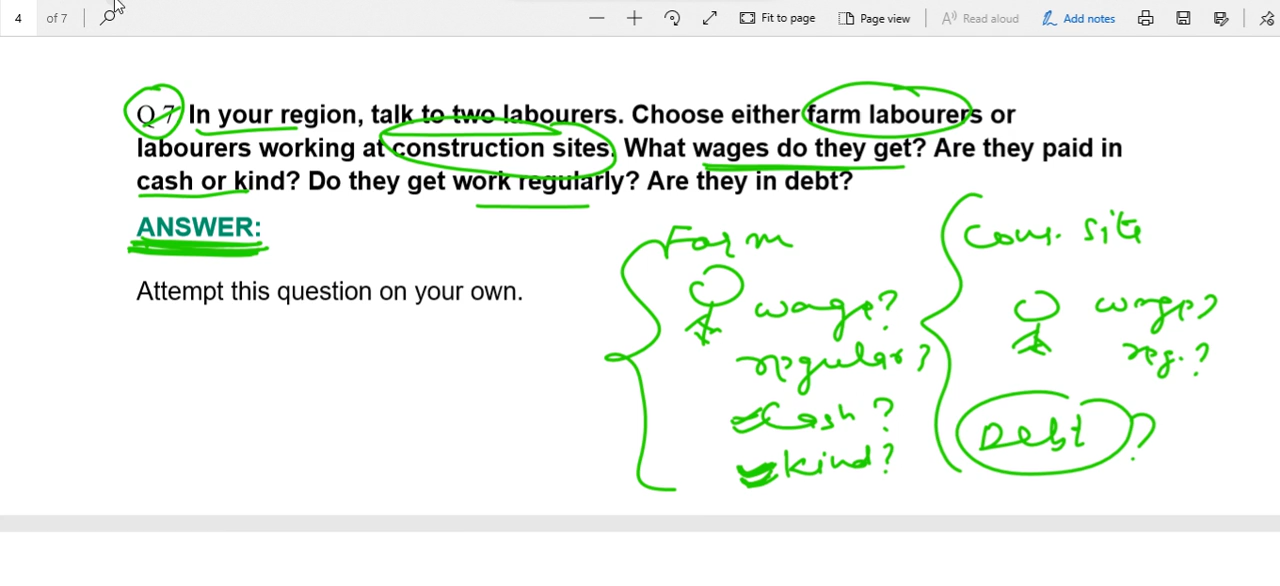 4 of 7 Fit to page Page view Read aloud Add notes
Q 7 In your region, talk to two labourers. Choose either farm labourers or
labourers working at construction sites. What wages do they get? Are they paid in
cash or kind? Do they get work regularly? Are they in debt?
ANSWER:
Attempt this question on your own.
Farm
wage?
regular?
Cash?
kind?
Cons. site
wages?
reg.?
Debt?